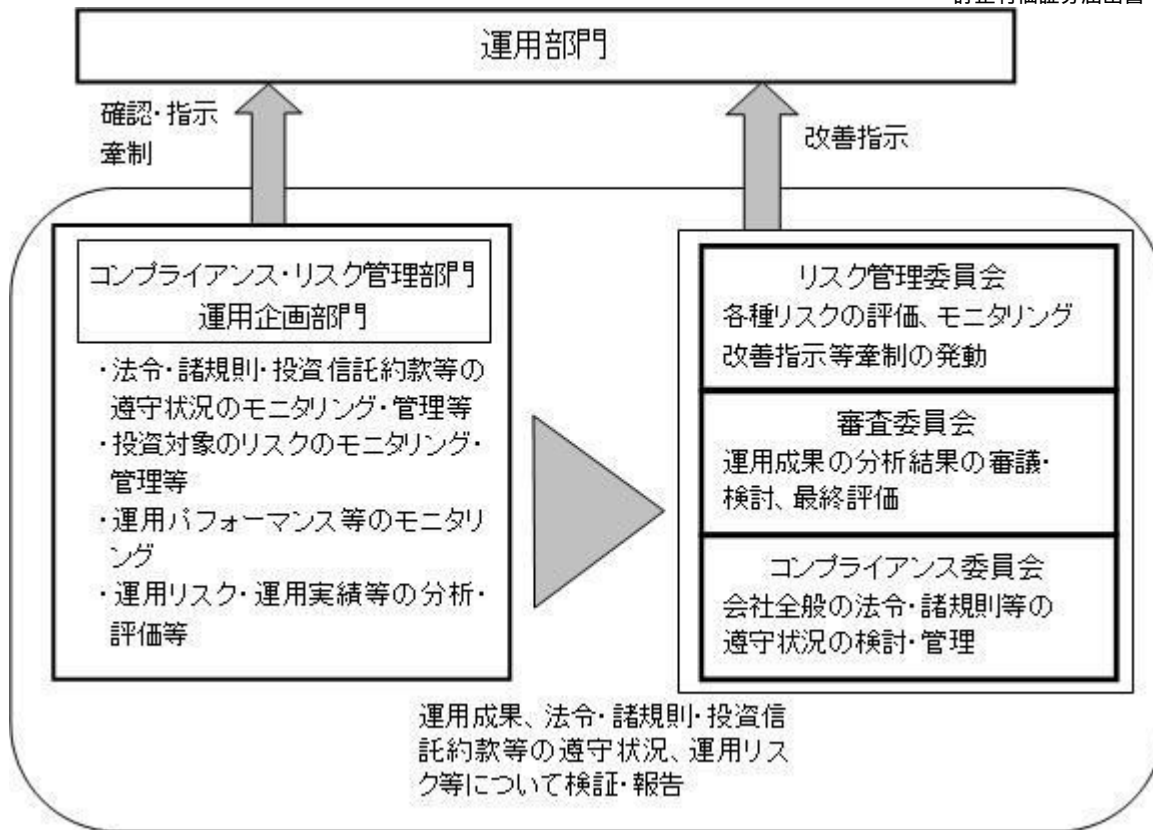 運用部門
確認・指示
牽制
改善指示
コンプライアンス・リスク管理部門
運用企画部門
・法令・諸規則・投資信託約款等の
遵守状況のモニタリング・管理等
・投資対象のリスクのモニタリング・
管理等
・運用パフォーマンス等のモニタリ
ング
・運用リスク・運用実績等の分析・
評価等
リスク管理委員会
各種リスクの評価、モニタリング
改善指示等牽制の発動
審査委員会
運用成果の分析結果の審議・
検討、最終評価
コンプライアンス委員会
会社全般の法令・諸規則等の
遵守状況の検討・管理
運用成果、法令・諸規則・投資信
託約款等の遵守状況、運用リス
ク等について検証・報告